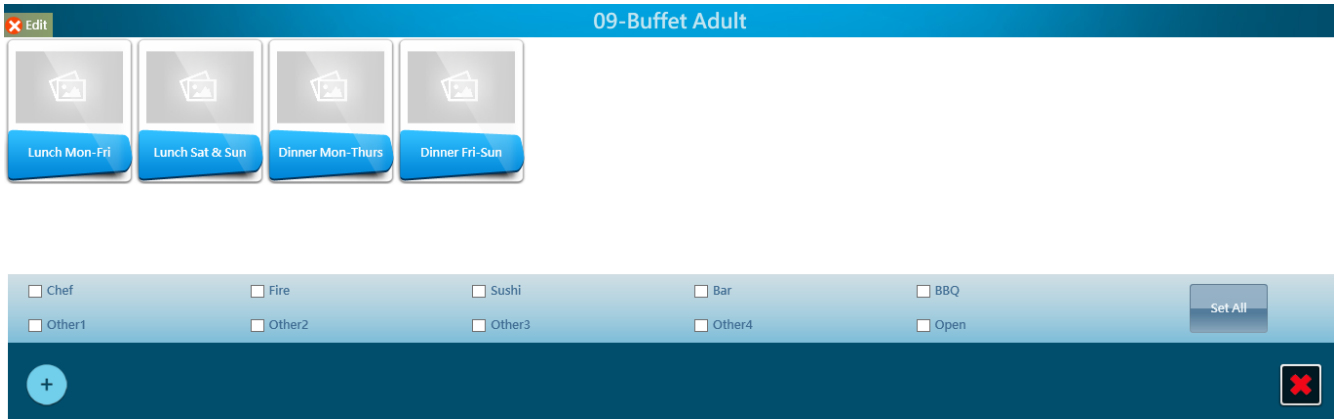 Edit
09-Buffet Adult
Lunch Mon-Fri
Lunch Sat & Sun
Dinner Mon-Thurs
Dinner Fri-Sun
Chef
Fire
Sushi
Bar
BBQ
Set All
Other1
Other2
Other3
Other4
Open
+